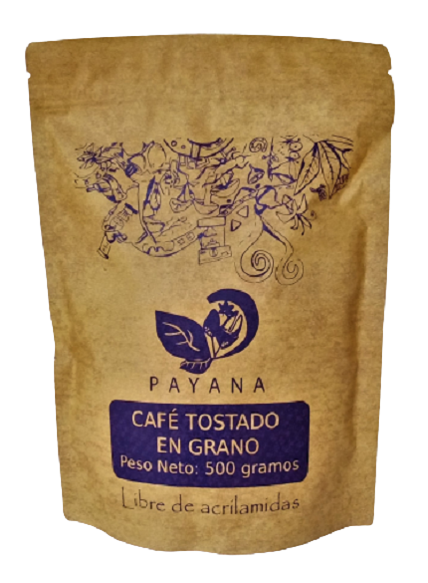 PAYANA
CAFÉ TOSTADO
EN GRANO
Peso Neto: 500 gramos
Libre de acrilamidas